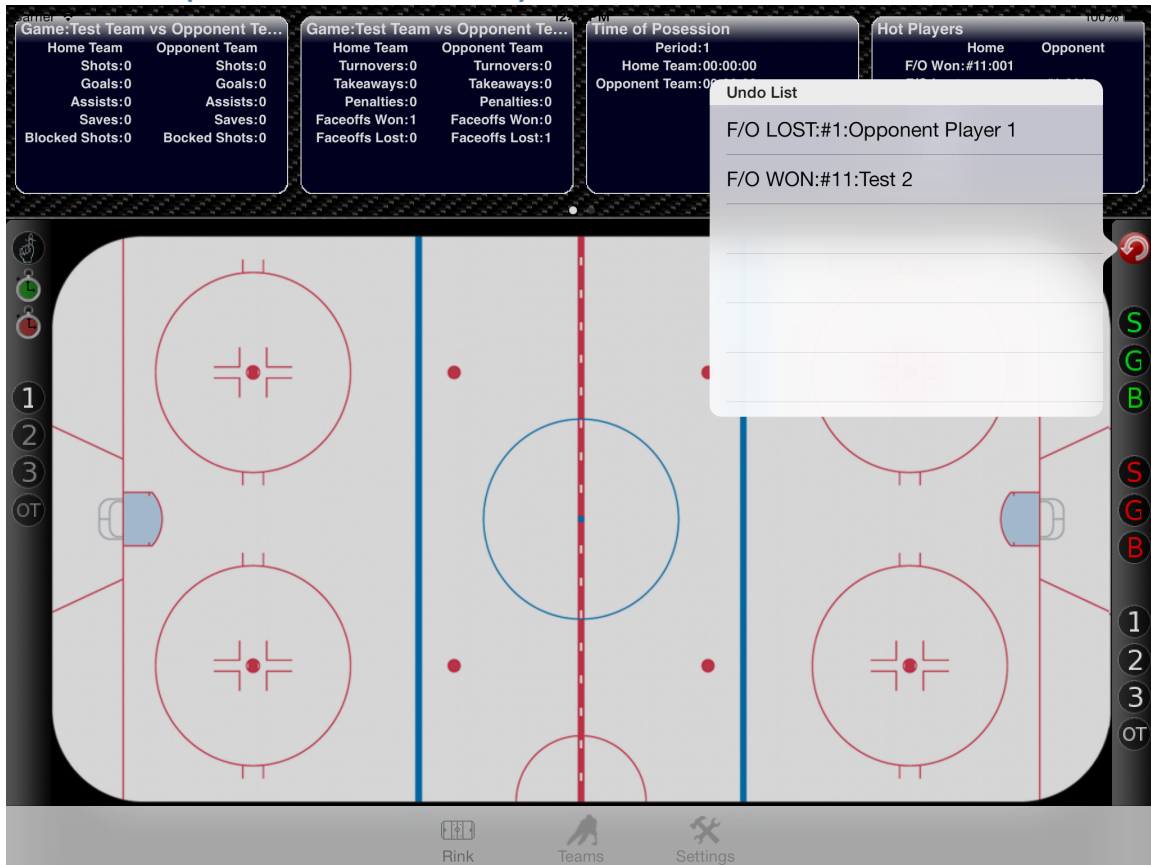 Game:Test Team vs Opponent Te...
Home Team Opponent Team
Shots:0 Shots:0
Goals:0 Goals:0
Assists:0 Assists:0
Saves:0 Saves:0
Blocked Shots:0 Bocked Shots:0
Game:Test Team vs Opponent Te...
Home Team Opponent Team
Turnovers:0 Turnovers:0
Takeaways:0 Takeaways:0
Penalties:0 Penalties:0
Faceoffs Won:1 Faceoffs Won:0
Faceoffs Lost:0 Faceoffs Lost:1
Time of Posession
Period:1
Home Team:00:00:00
Opponent Team:
Hot Players
Home Opponent
F/O Won:#11:001
100%
Undo List
F/O LOST:#1:Opponent Player 1
F/O WON:#11:Test 2
1
2
3
OT
S
G
B
S
G
B
1
2
3
OT
Rink
Teams
Settings